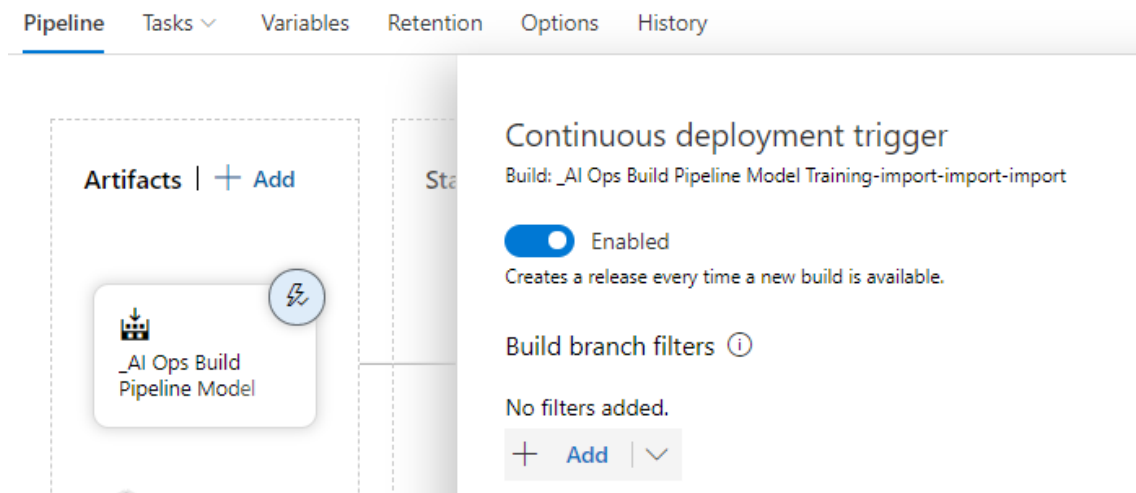 Pipeline Tasks Variables Retention Options History
Artifacts | + Add
_AI Ops Build
Pipeline Model
Continuous deployment trigger
Build: _AI Ops Build Pipeline Model Training-import-import-import
Enabled
Creates a release every time a new build is available.
Build branch filters
No filters added.
+ Add